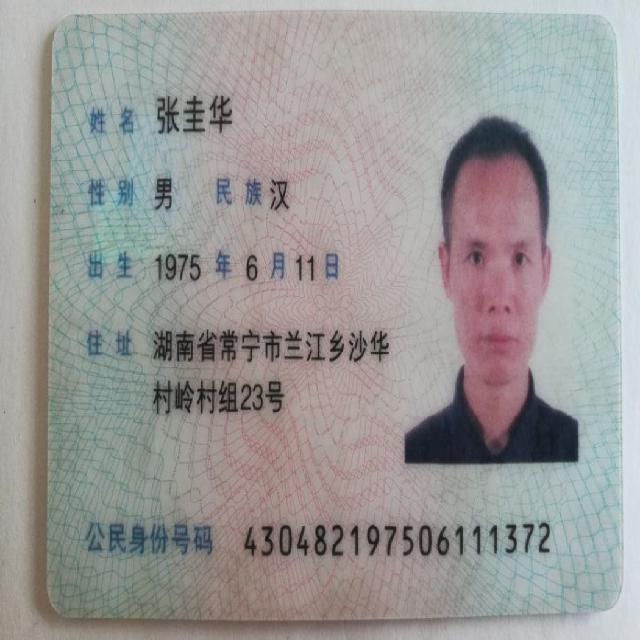 姓名 张圭华
性别 男 民族 汉
出生 1975 年 6 月 11 日
住址 湖南省常宁市兰江乡沙华
村岭村组23号
公民身份号码 430482197506111372